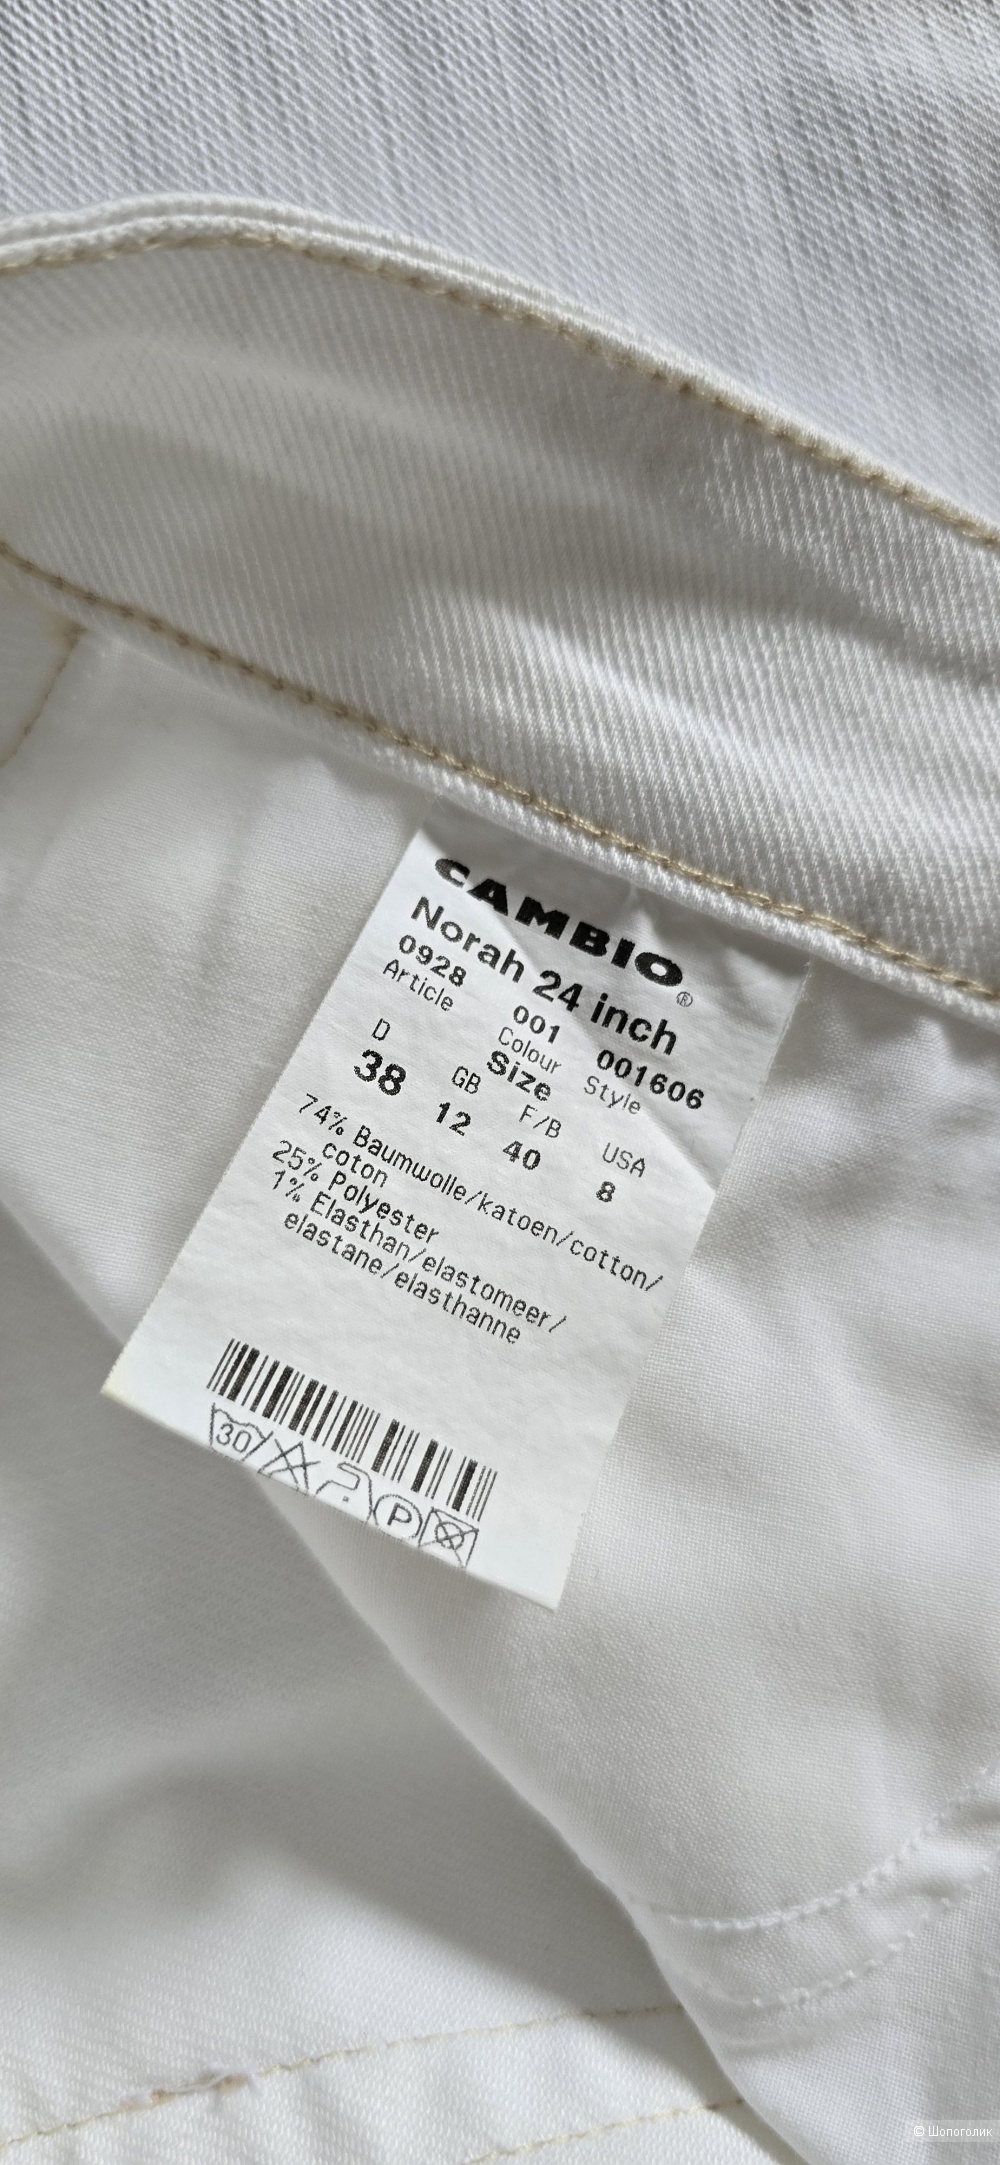 CAMBIO®
Norah 24 inch
0928 001 001606
Article Colour Style
Size
D GB F/B USA
38 12 40 8
74% Baumwolle/katoen/cotton/
coton
25% Polyester
1% Elasthan/elastomeer/
elastane/elasthanne
30 P
© Шопоголик